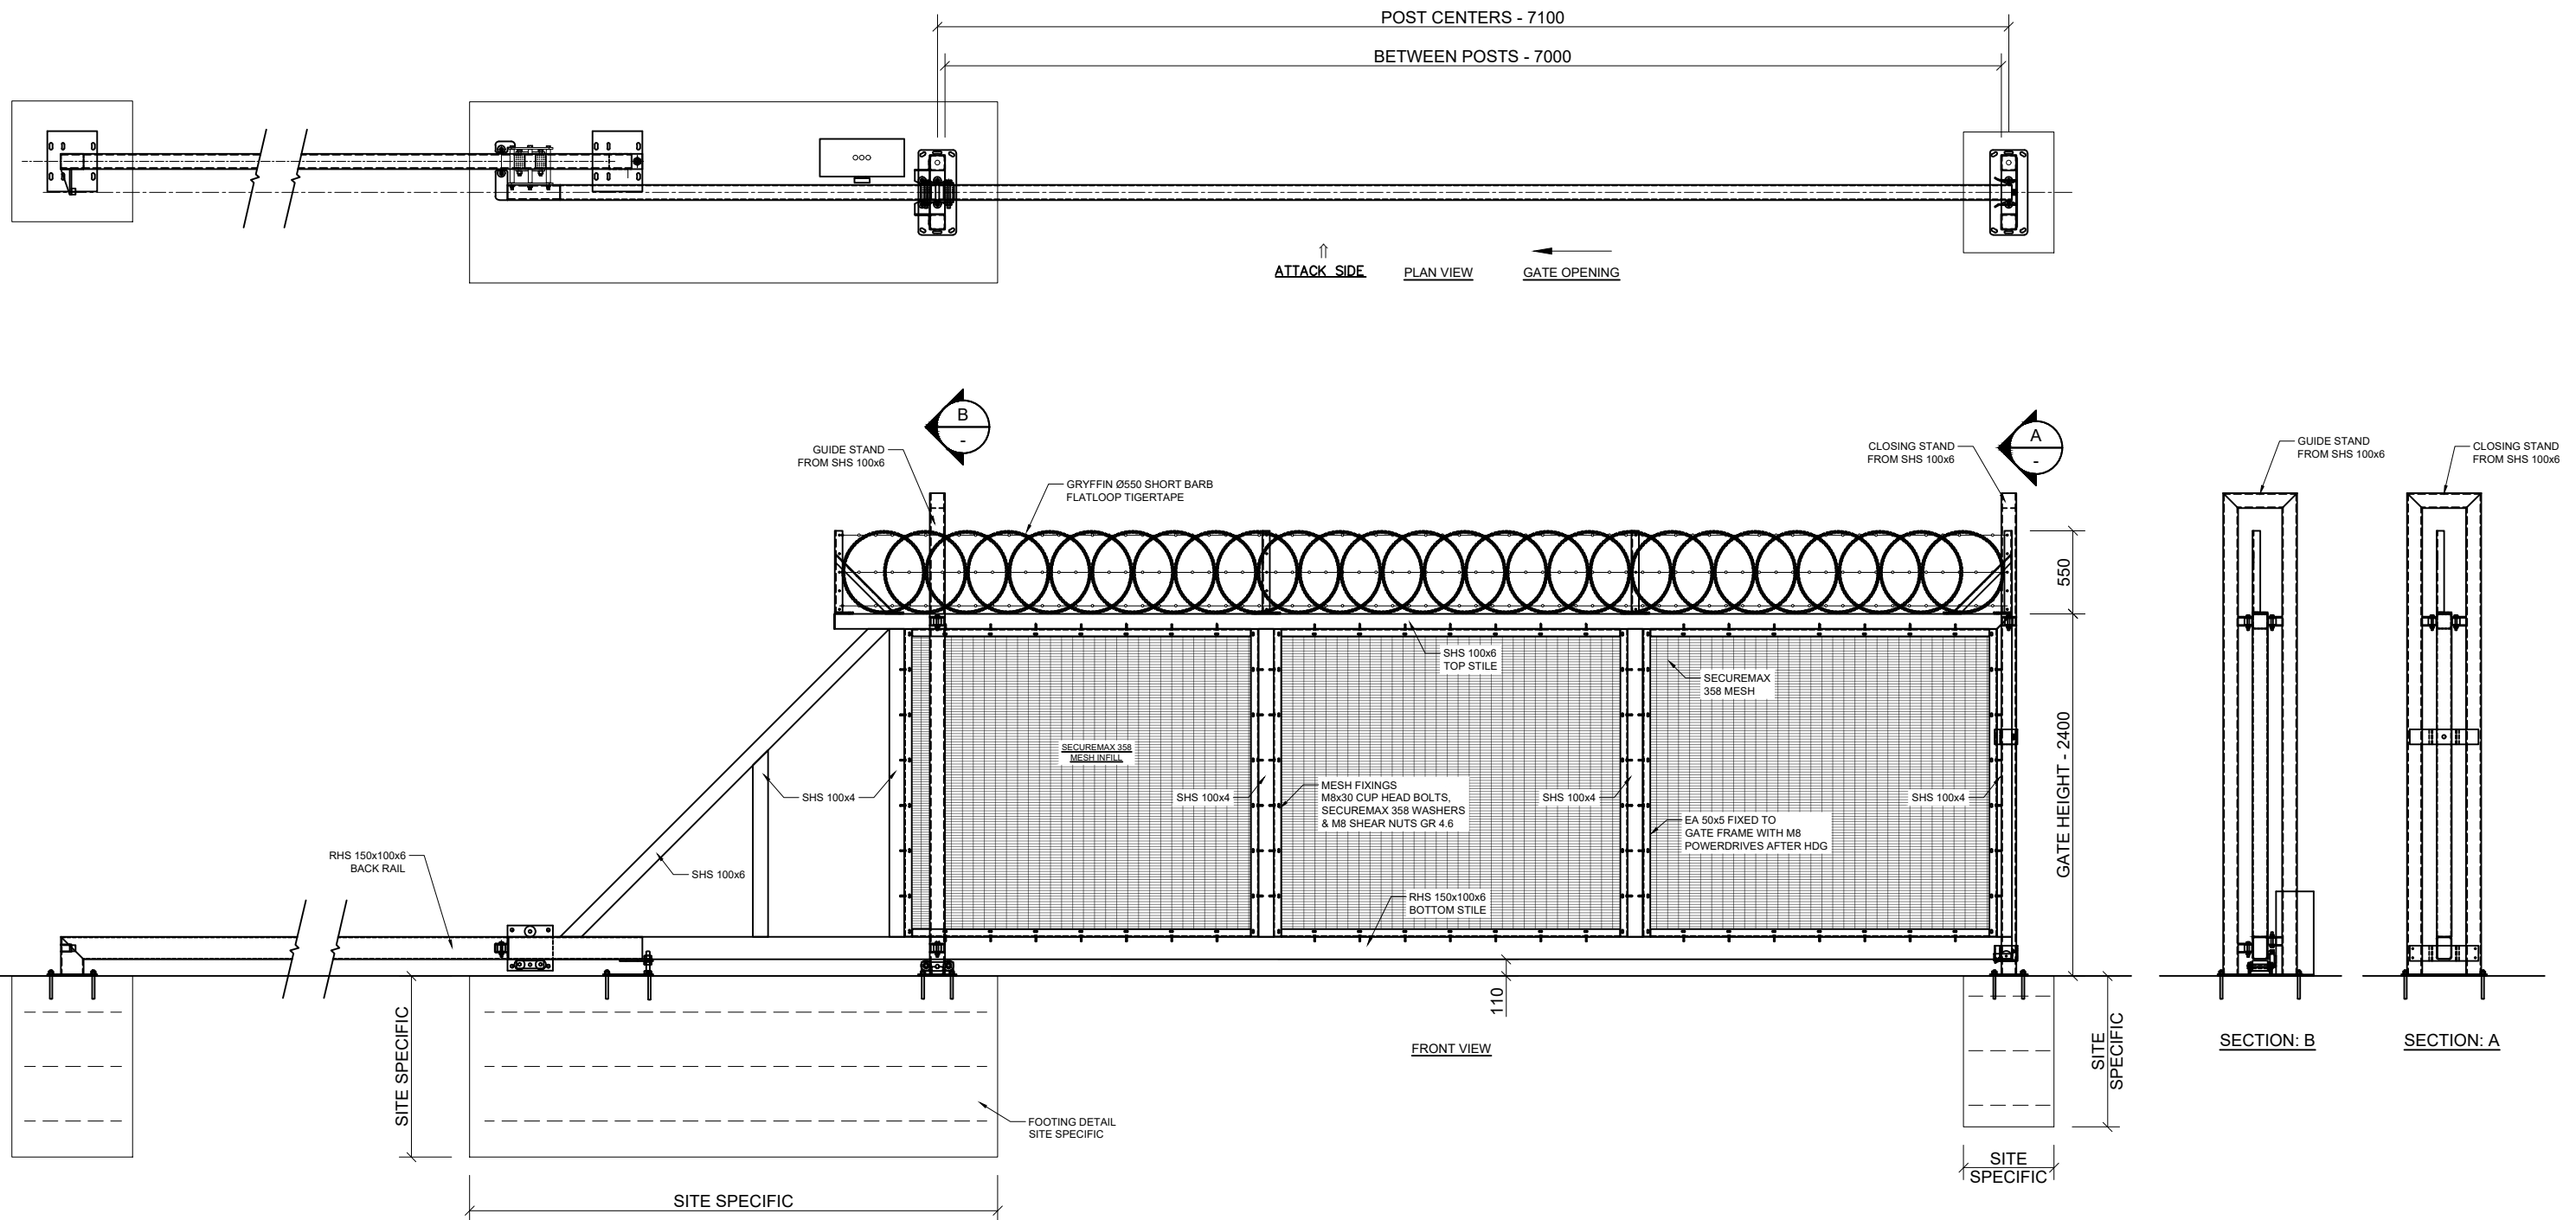 POST CENTERS - 7100
BETWEEN POSTS - 7000
⇧
ATTACK SIDE
PLAN VIEW
GATE OPENING
B
-
A
-
GUIDE STAND
FROM SHS 100x6
GRYFFIN Ø550 SHORT BARB
FLATLOOP TIGERTAPE
CLOSING STAND
FROM SHS 100x6
GUIDE STAND
FROM SHS 100x6
CLOSING STAND
FROM SHS 100x6
550
SHS 100x6
TOP STILE
SECUREMAX
358 MESH
SECUREMAX 358
MESH INFILL
GATE HEIGHT - 2400
SHS 100x4
SHS 100x4
MESH FIXINGS
M8x30 CUP HEAD BOLTS,
SECUREMAX 358 WASHERS
& M8 SHEAR NUTS GR 4.6
SHS 100x4
SHS 100x4
EA 50x5 FIXED TO
GATE FRAME WITH M8
POWERDRIVES AFTER HDG
RHS 150x100x6
BACK RAIL
SHS 100x6
RHS 150x100x6
BOTTOM STILE
110
SITE SPECIFIC
FRONT VIEW
SITE
SPECIFIC
SECTION: B
SECTION: A
FOOTING DETAIL
SITE SPECIFIC
SITE
SPECIFIC
SITE SPECIFIC